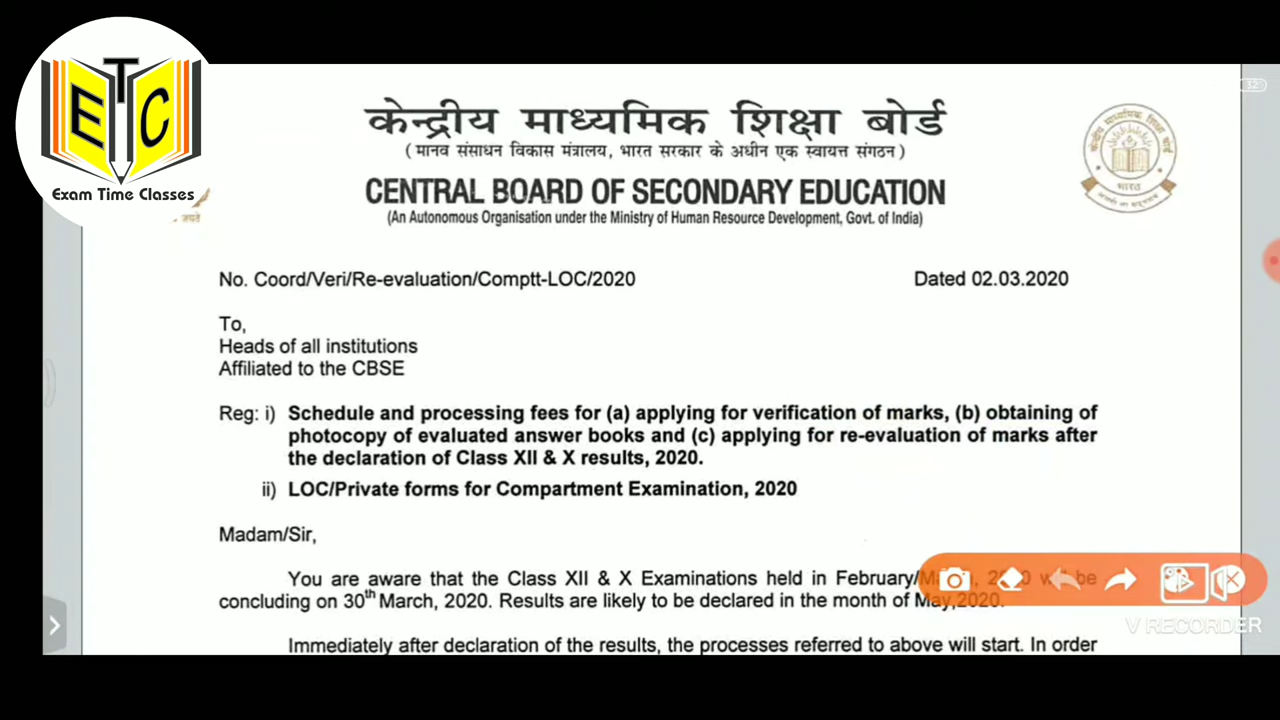 ETC
Exam Time Classes
केन्द्रीय माध्यमिक शिक्षा बोर्ड
(मानव संसाधन विकास मंत्रालय, भारत सरकार के अधीन एक स्वायत्त संगठन)
CENTRAL BOARD OF SECONDARY EDUCATION
(An Autonomous Organisation under the Ministry of Human Resource Development, Govt. of India)
केन्द्रीय माध्यमिक शिक्षा बोर्ड
भारत
जयते
52
No. Coord/Veri/Re-evaluation/Comptt-LOC/2020 Dated 02.03.2020
To,
Heads of all institutions
Affiliated to the CBSE
Reg: i) Schedule and processing fees for (a) applying for verification of marks, (b) obtaining of
photocopy of evaluated answer books and (c) applying for re-evaluation of marks after
the declaration of Class XII & X results, 2020.
ii) LOC/Private forms for Compartment Examination, 2020
Madam/Sir,
You are aware that the Class XII & X Examinations held in February/ be
concluding on 30th March, 2020. Results are likely to be declared in the month of May,2020.
Immediately after declaration of the results, the processes referred to above will start. In order
V RECORDER